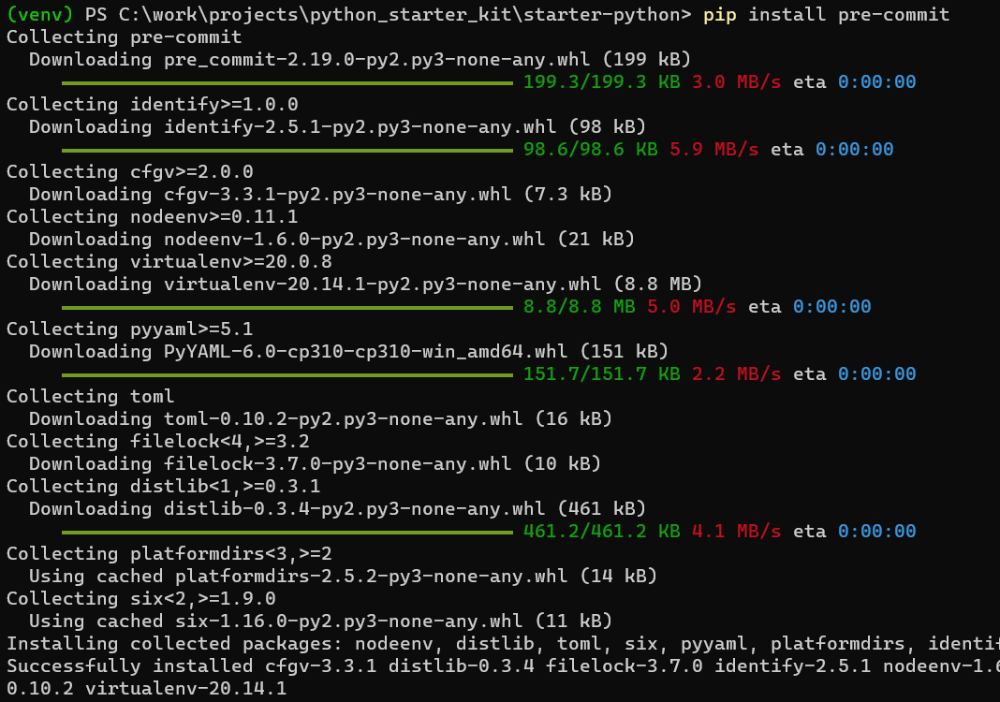 (venv) PS C:\work\projects\python_starter_kit\starter-python> pip install pre-commit
Collecting pre-commit
  Downloading pre_commit-2.19.0-py2.py3-none-any.whl (199 kB)
199.3/199.3 KB 3.0 MB/s eta 0:00:00
Collecting identify>=1.0.0
  Downloading identify-2.5.1-py2.py3-none-any.whl (98 kB)
98.6/98.6 KB 5.9 MB/s eta 0:00:00
Collecting cfgv>=2.0.0
  Downloading cfgv-3.3.1-py2.py3-none-any.whl (7.3 kB)
Collecting nodeenv>=0.11.1
  Downloading nodeenv-1.6.0-py2.py3-none-any.whl (21 kB)
Collecting virtualenv>=20.0.8
  Downloading virtualenv-20.14.1-py2.py3-none-any.whl (8.8 MB)
8.8/8.8 MB 5.0 MB/s eta 0:00:00
Collecting pyyaml>=5.1
  Downloading PyYAML-6.0-cp310-cp310-win_amd64.whl (151 kB)
151.7/151.7 KB 2.2 MB/s eta 0:00:00
Collecting toml
  Downloading toml-0.10.2-py2.py3-none-any.whl (16 kB)
Collecting filelock<4,>=3.2
  Downloading filelock-3.7.0-py3-none-any.whl (10 kB)
Collecting distlib<1,>=0.3.1
  Downloading distlib-0.3.4-py2.py3-none-any.whl (461 kB)
461.2/461.2 KB 4.1 MB/s eta 0:00:00
Collecting platformdirs<3,>=2
  Using cached platformdirs-2.5.2-py3-none-any.whl (14 kB)
Collecting six<2,>=1.9.0
  Using cached six-1.16.0-py2.py3-none-any.whl (11 kB)
Installing collected packages: nodeenv, distlib, toml, six, pyyaml, platformdirs, identif
Successfully installed cfgv-3.3.1 distlib-0.3.4 filelock-3.7.0 identify-2.5.1 nodeenv-1.6
0.10.2 virtualenv-20.14.1